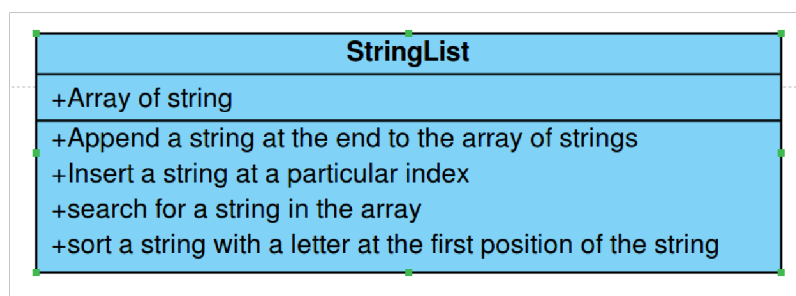 StringList
+Array of string
+Append a string at the end to the array of strings
+Insert a string at a particular index
+search for a string in the array
+sort a string with a letter at the first position of the string